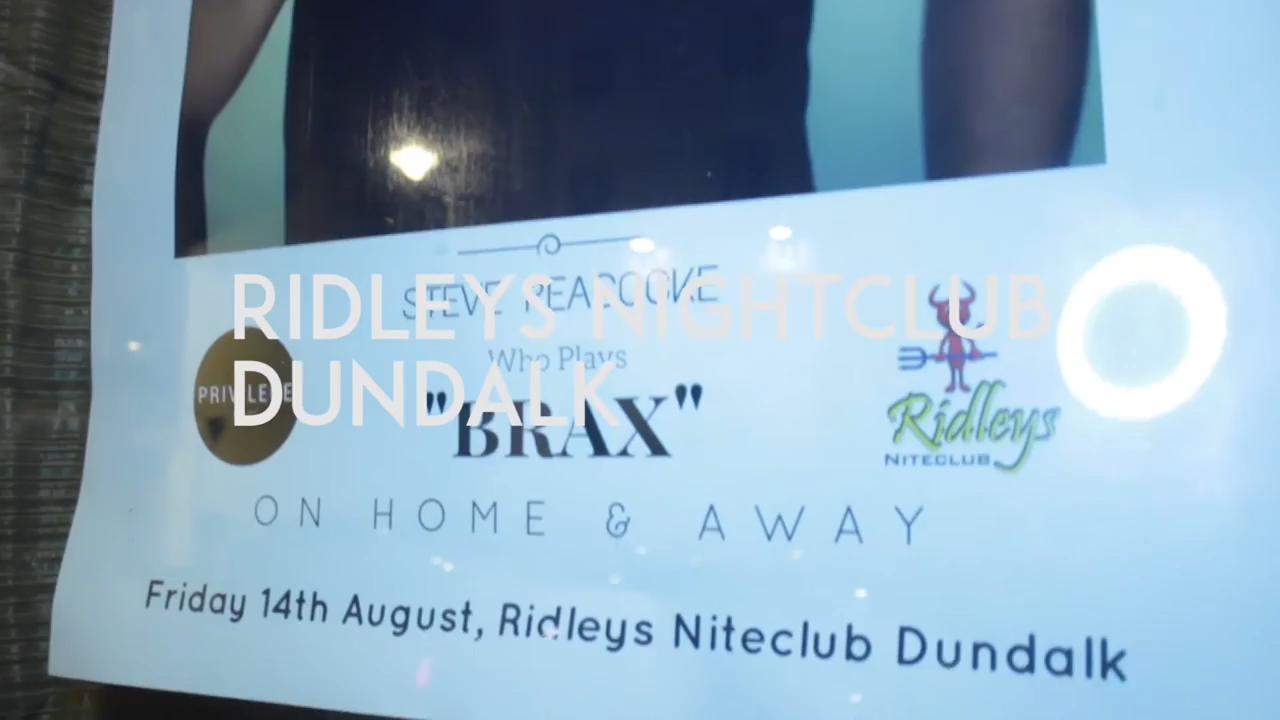 STEVE PEACOCKE
RIDLEYS NIGHTCLUB
DUNDALK
Who Plays
PRIVILEGE
"BRAX"
Ridleys
NITECLUB
ON HOME & AWAY
Friday 14th August, Ridleys Niteclub Dundalk